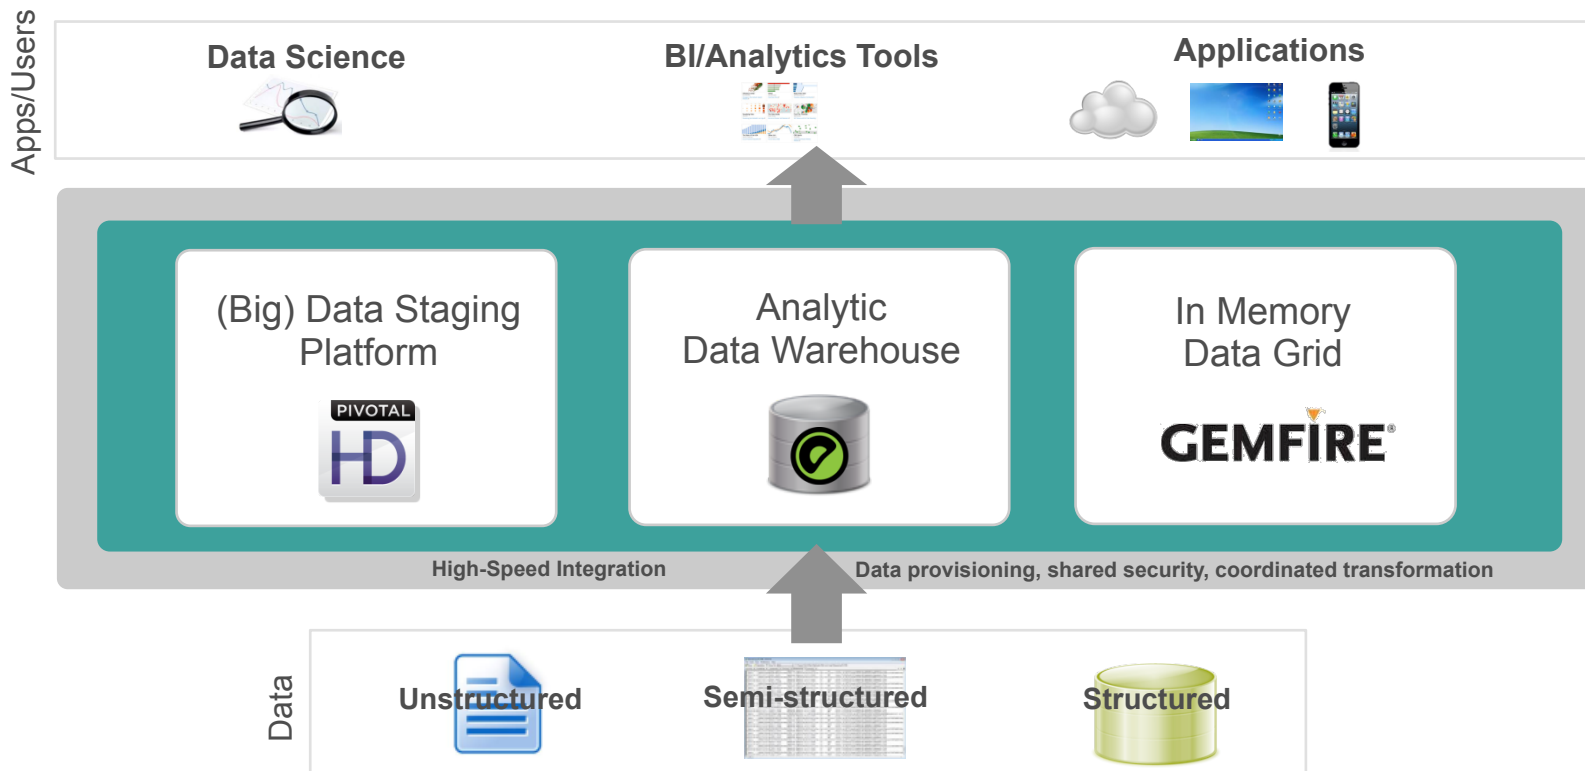 Apps/Users
Data Science
BI/Analytics Tools
Applications
(Big) Data Staging
Platform
PIVOTAL
HD
Analytic
Data Warehouse
In Memory
Data Grid
GEMFIRE®
High-Speed Integration
Data provisioning, shared security, coordinated transformation
Data
Unstructured
Semi-structured
Structured